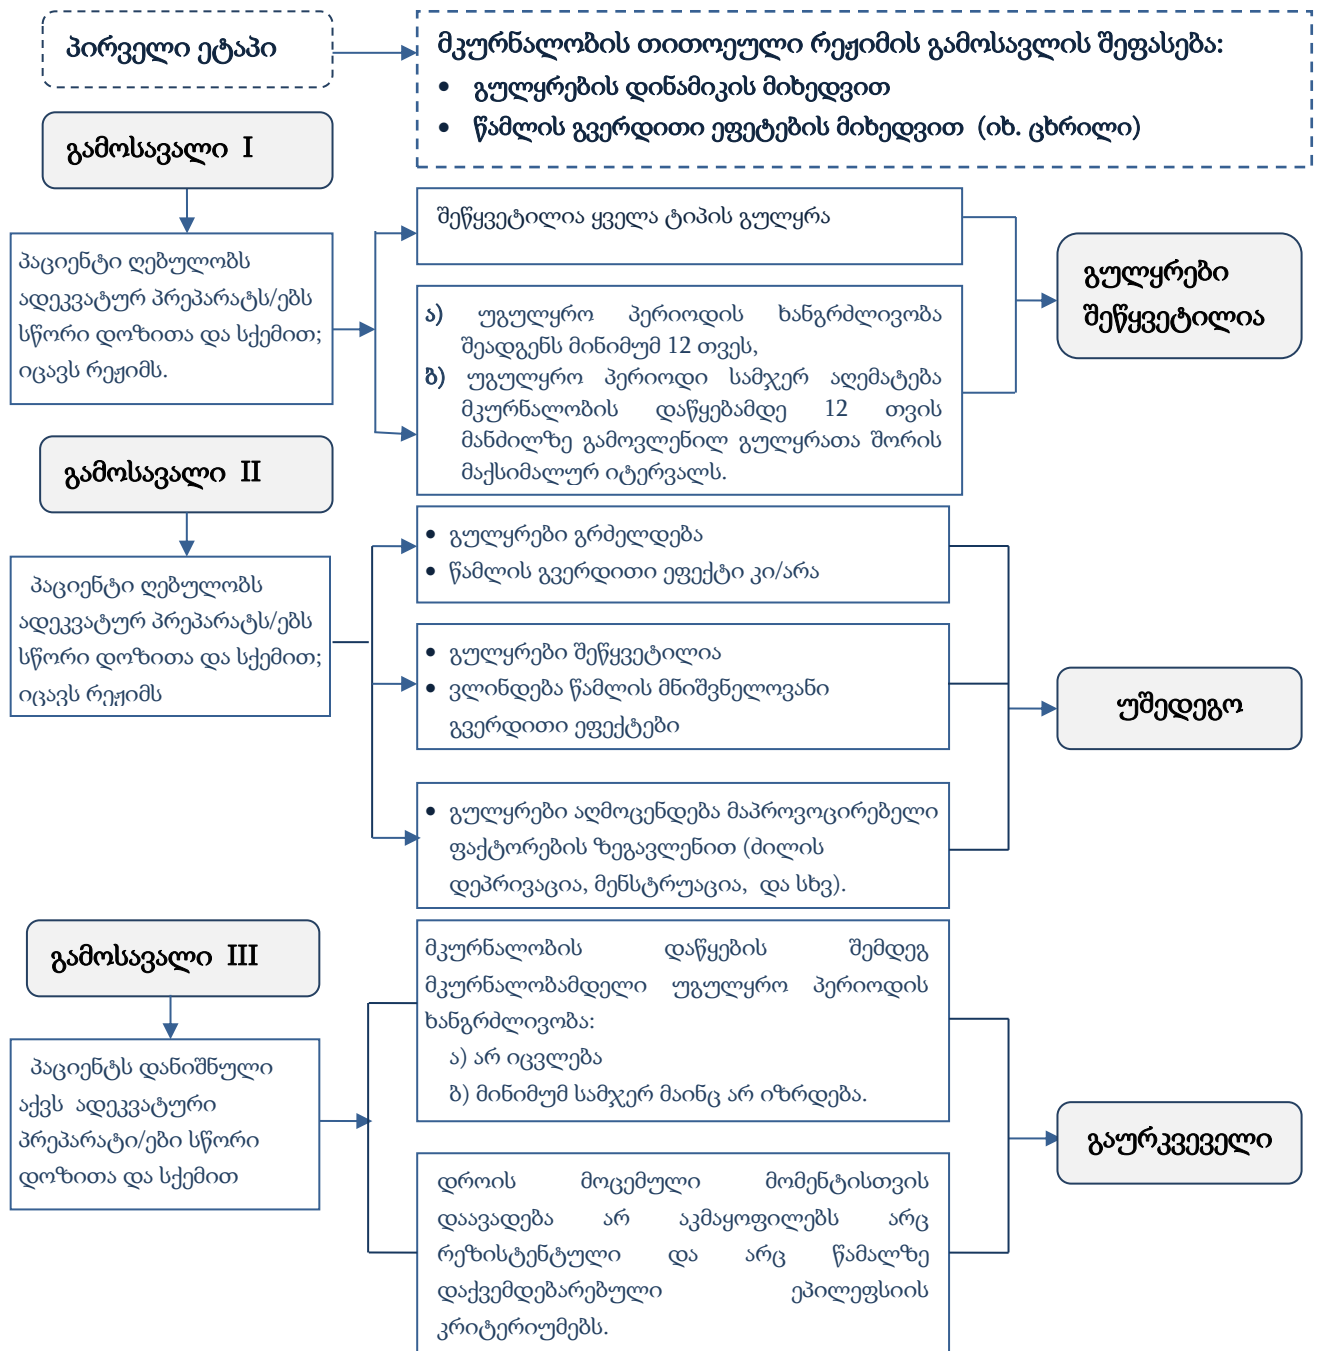 პირველი ეტაპი
მკურნალობის თითოეული რეჟიმის გამოსავლის შეფასება:
• გულყრების დინამიკის მიხედვით
• წამლის გვერდითი ეფეტების მიხედვით (იხ. ცხრილი)
გამოსავალი I
პაციენტი ღებულობს
ადეკვატურ პრეპარატს/ებს
სწორი დოზითა და სქემით;
იცავს რეჟიმს.
შეწყვეტილია ყველა ტიპის გულყრა
ა) უგულყრო პერიოდის ხანგრძლივობა
შეადგენს მინიმუმ 12 თვეს,
ბ) უგულყრო პერიოდი სამჯერ აღემატება
მკურნალობის დაწყებამდე 12 თვის
მანძილზე გამოვლენილ გულყრათა შორის
მაქსიმალურ იტერვალს.
გულყრები
შეწყვეტილია
გამოსავალი II
პაციენტი ღებულობს
ადეკვატურ პრეპარატს/ებს
სწორი დოზითა და სქემით;
იცავს რეჟიმს
• გულყრები გრძელდება
• წამლის გვერდითი ეფექტი კი/არა
• გულყრები შეწყვეტილია
• ვლინდება წამლის მნიშვნელოვანი
გვერდითი ეფექტები
• გულყრები აღმოცენდება მაპროვოცირებელი
ფაქტორების ზეგავლენით (ძილის
დეპრივაცია, მენსტრუაცია, და სხვ).
უშედეგო
გამოსავალი III
პაციენტს დანიშნული
აქვს ადეკვატური
პრეპარატი/ები სწორი
დოზითა და სქემით
მკურნალობის დაწყების შემდეგ
მკურნალობამდელი უგულყრო პერიოდის
ხანგრძლივობა:
ა) არ იცვლება
ბ) მინიმუმ სამჯერ მაინც არ იზრდება.
დროის მოცემული მომენტისთვის
დაავადება არ აკმაყოფილებს არც
რეზისტენტული და არც წამალზე
დაქვემდებარებული ეპილეფსიის
კრიტერიუმებს.
გაურკვეველი